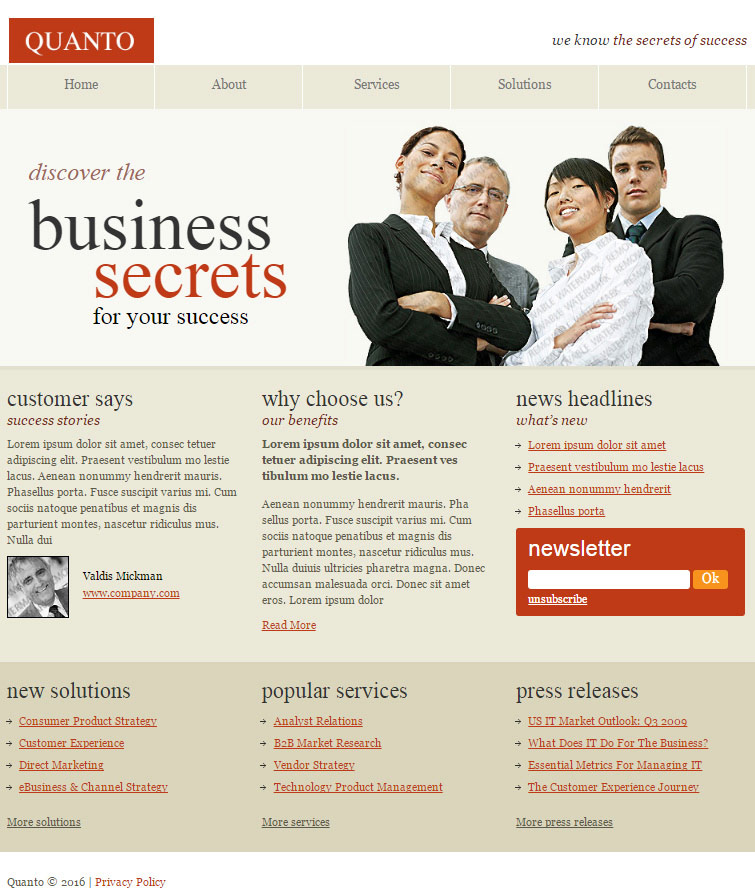 QUANTO
we know the secrets of success
Home
About
Services
Solutions
Contacts
discover the
business
secrets
for your success
customer says
success stories
Lorem ipsum dolor sit amet, consec tetuer
adipiscing elit. Praesent vestibulum mo lestie
lacus. Aenean nonummy hendrerit mauris.
Phasellus porta. Fusce suscipit varius mi. Cum
sociis natoque penatibus et magnis dis
parturient montes, nascetur ridiculus mus.
Nulla dui
Valdis Mickman
www.company.com
why choose us?
our benefits
Lorem ipsum dolor sit amet, consec
tetuer adipiscing elit. Praesent ves
tibulum mo lestie lacus.
Aenean nonummy hendrerit mauris. Pha
sellus porta. Fusce suscipit varius mi. Cum
sociis natoque penatibus et magnis dis
parturient montes, nascetur ridiculus mus.
Nulla duiuis ultricies pharetra magna. Donec
accumsan malesuada orci. Donec sit amet
eros. Lorem ipsum dolor
Read More
news headlines
what's new
Lorem ipsum dolor sit amet
Praesent vestibulum mo lestie lacus
Aenean nonummy hendrerit
Phasellus porta
newsletter
Ok
unsubscribe
new solutions
Consumer Product Strategy
Customer Experience
Direct Marketing
eBusiness & Channel Strategy
More solutions
popular services
Analyst Relations
B2B Market Research
Vendor Strategy
Technology Product Management
More services
press releases
US IT Market Outlook: Q3 2009
What Does IT Do For The Business?
Essential Metrics For Managing IT
The Customer Experience Journey
More press releases
Quanto © 2016 | Privacy Policy